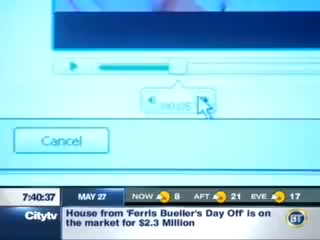 Cancel
7:40:37 MAY 27 NOW 8 AFT 21 EVE 17
Citytv House from 'Ferris Bueller's Day Off' is on
the market for $2.3 Million
BT